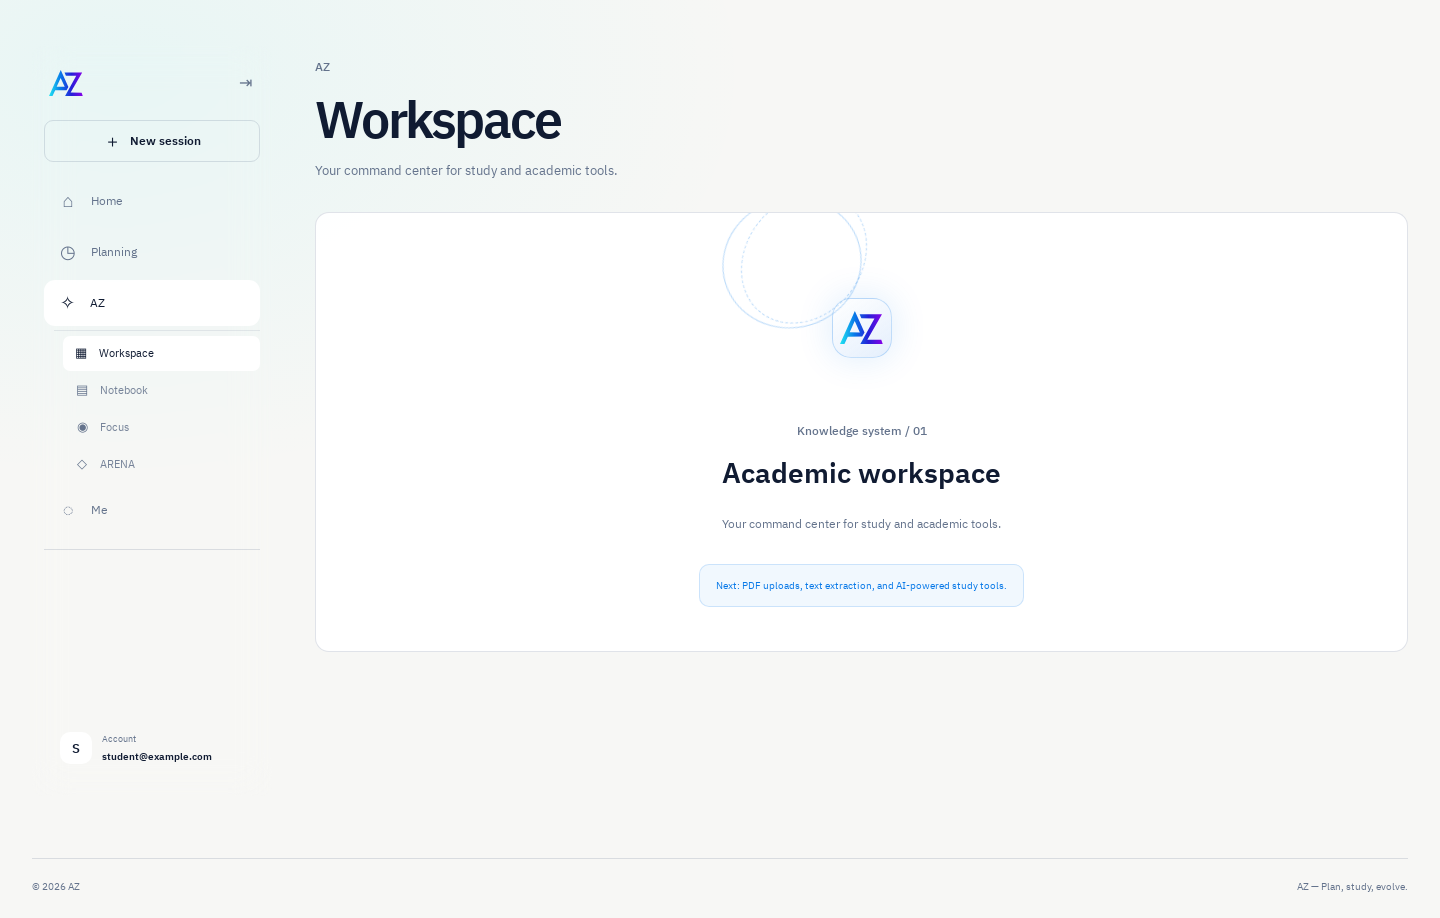 AZ
New session
Home
Planning
AZ
Workspace
Notebook
Focus
ARENA
Me
Account
S
student@example.com
AZ
Workspace
Your command center for study and academic tools.
AZ
Knowledge system / 01
Academic workspace
Your command center for study and academic tools.
Next: PDF uploads, text extraction, and AI-powered study tools.
© 2026 AZ
AZ — Plan, study, evolve.